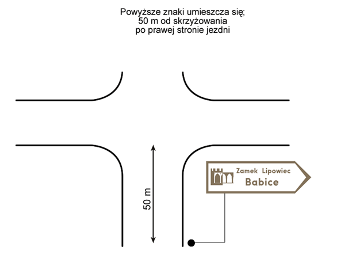 Powyższe znaki umieszcza się;
50 m od skrzyżowania
po prawej stronie jezdni
Zamek Lipowiec
Babice
50 m